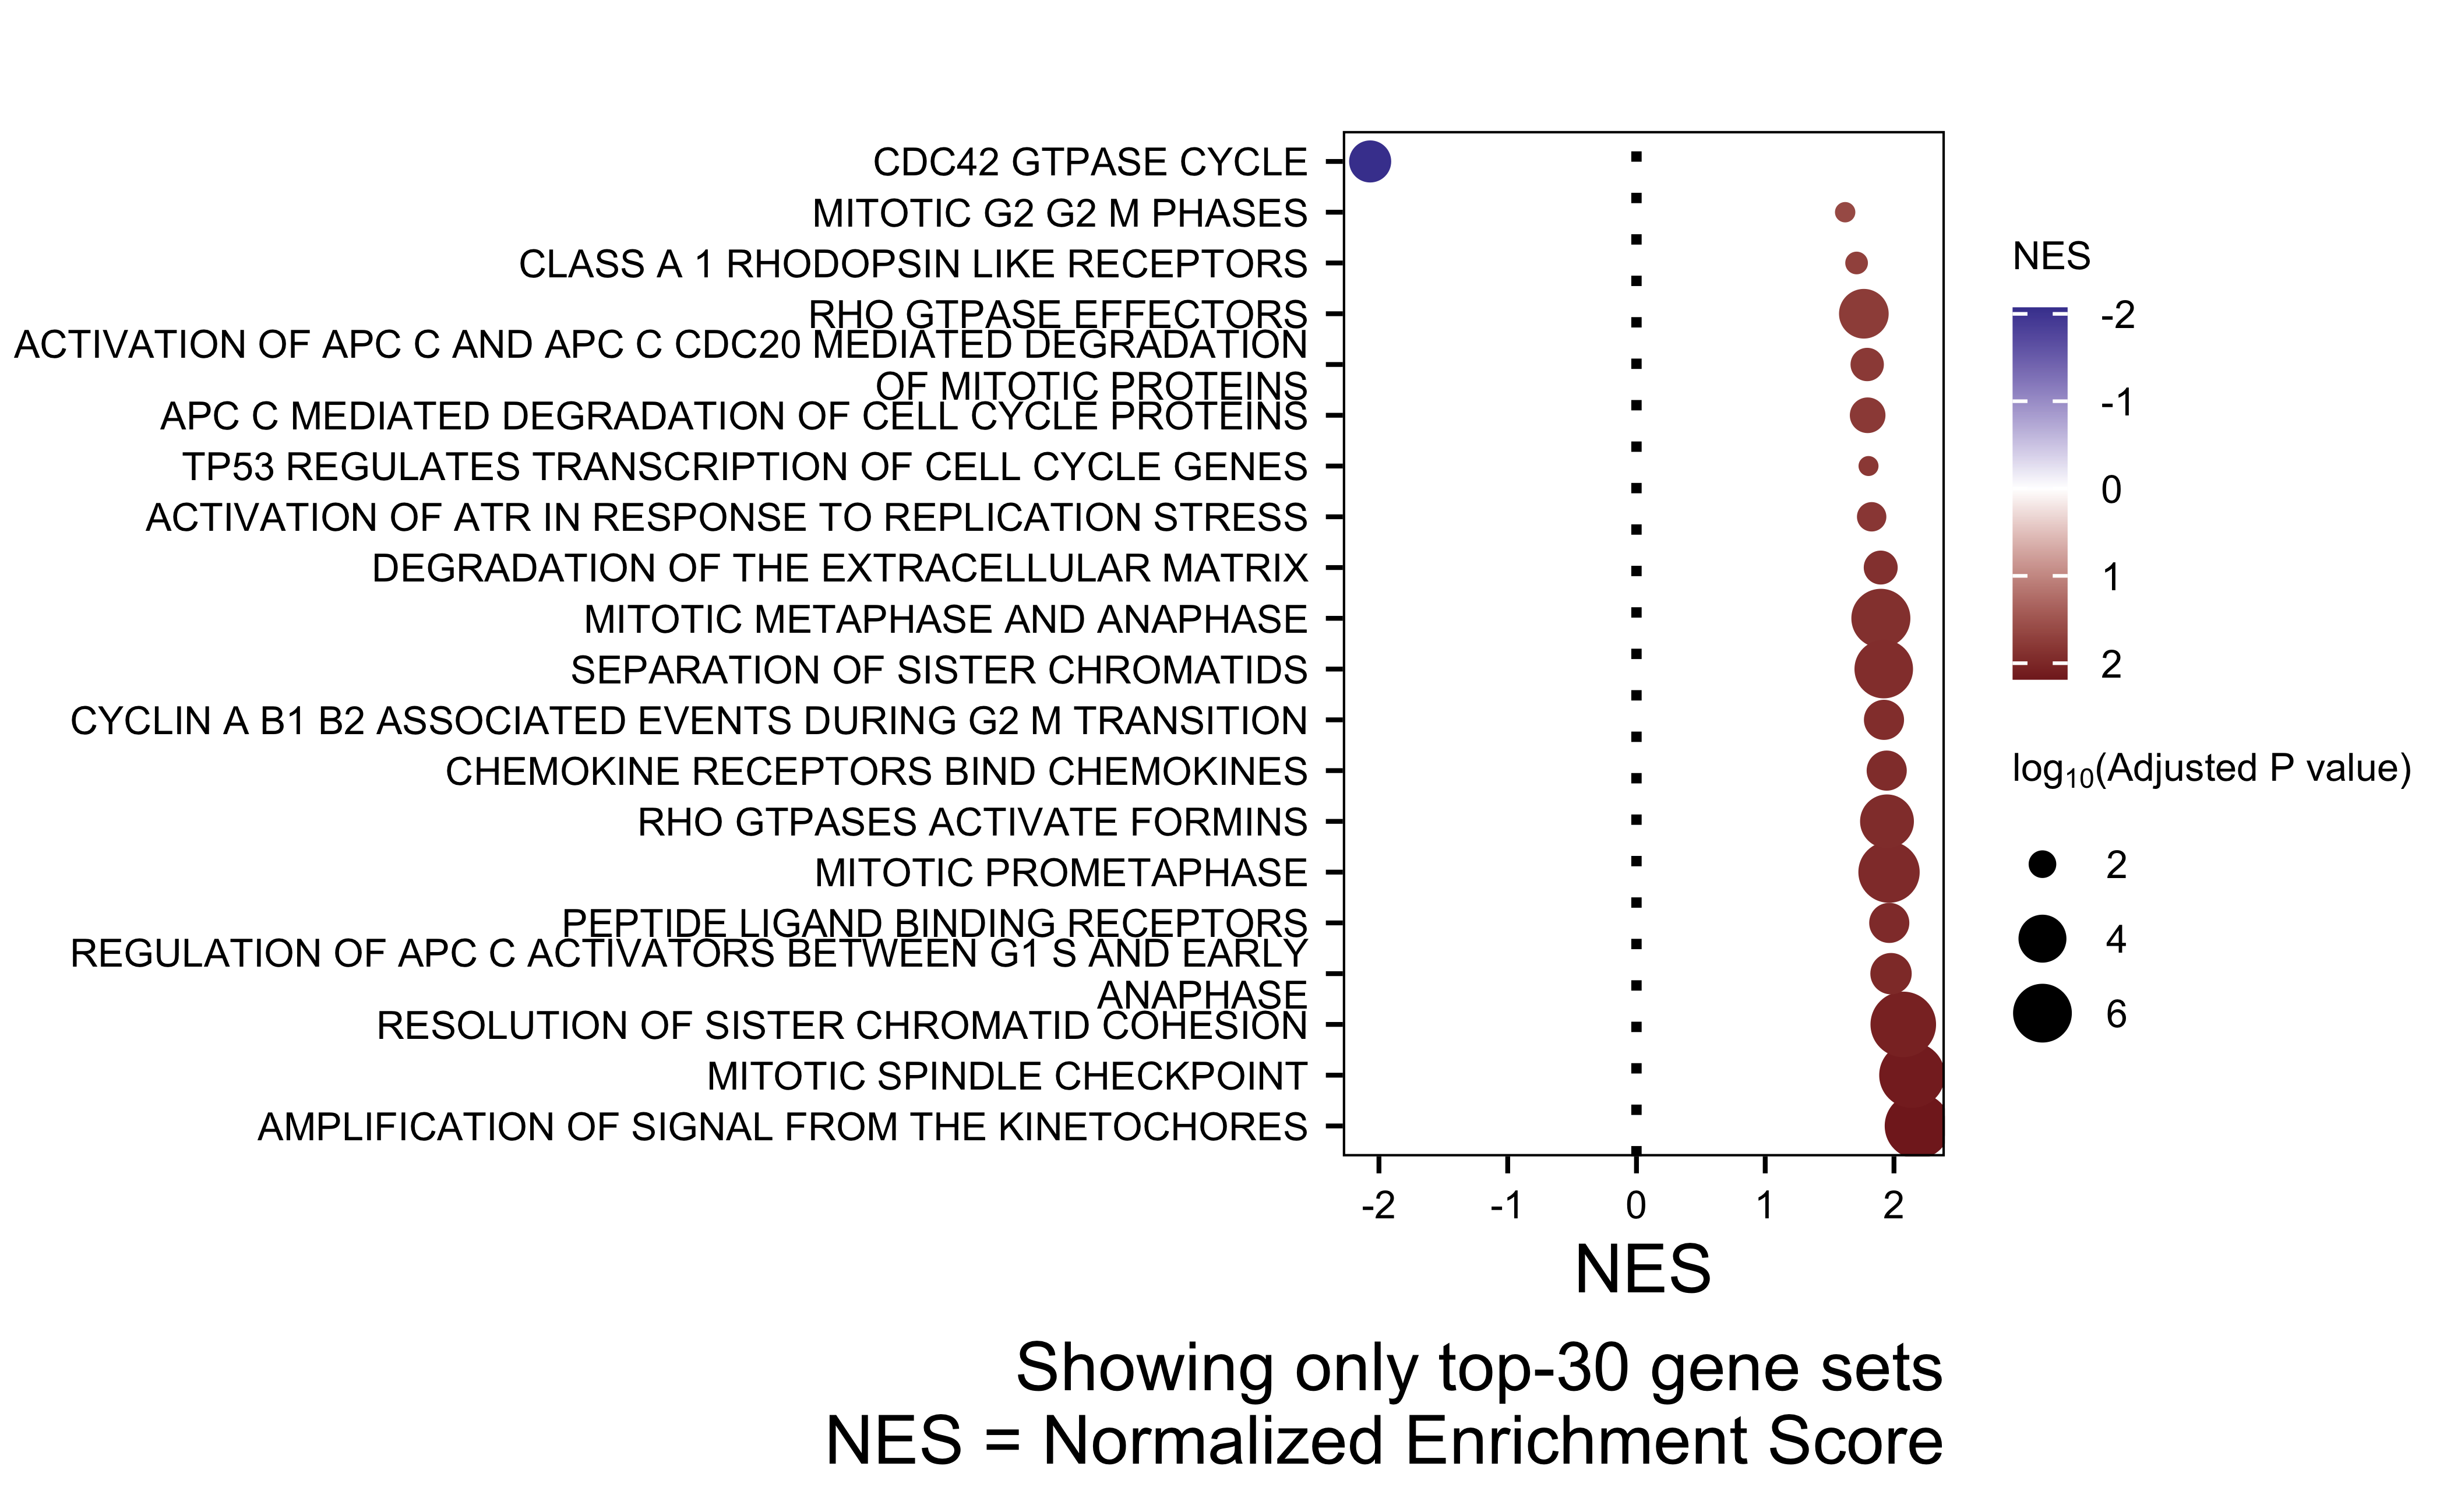 CDC42 GTPASE CYCLE
MITOTIC G2 G2 M PHASES
CLASS A 1 RHODOPSIN LIKE RECEPTORS
RHO GTPASE EFFECTORS
ACTIVATION OF APC C AND APC C CDC20 MEDIATED DEGRADATION
OF MITOTIC PROTEINS
APC C MEDIATED DEGRADATION OF CELL CYCLE PROTEINS
TP53 REGULATES TRANSCRIPTION OF CELL CYCLE GENES
ACTIVATION OF ATR IN RESPONSE TO REPLICATION STRESS
DEGRADATION OF THE EXTRACELLULAR MATRIX
MITOTIC METAPHASE AND ANAPHASE
SEPARATION OF SISTER CHROMATIDS
CYCLIN A B1 B2 ASSOCIATED EVENTS DURING G2 M TRANSITION
CHEMOKINE RECEPTORS BIND CHEMOKINES
RHO GTPASES ACTIVATE FORMINS
MITOTIC PROMETAPHASE
PEPTIDE LIGAND BINDING RECEPTORS
REGULATION OF APC C ACTIVATORS BETWEEN G1 S AND EARLY
ANAPHASE
RESOLUTION OF SISTER CHROMATID COHESION
MITOTIC SPINDLE CHECKPOINT
AMPLIFICATION OF SIGNAL FROM THE KINETOCHORES
-2 -1 0 1 2
NES
Showing only top-30 gene sets
NES = Normalized Enrichment Score
NES
-2
-1
0
1
2
log₁₀(Adjusted P value)
2
4
6